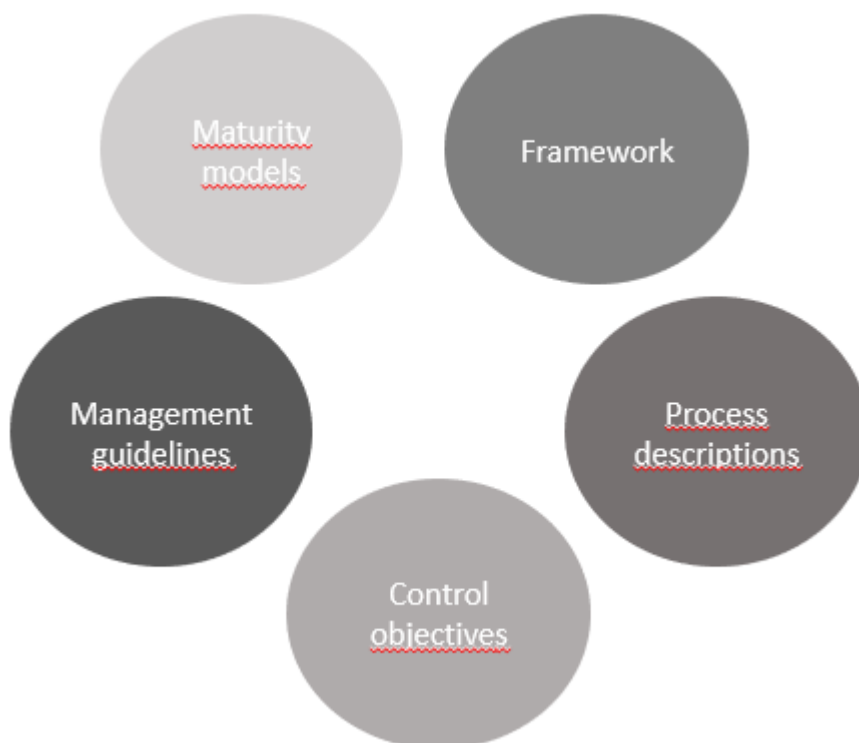 Maturity
models
Framework
Management
guidelines
Process
descriptions
Control
objectives